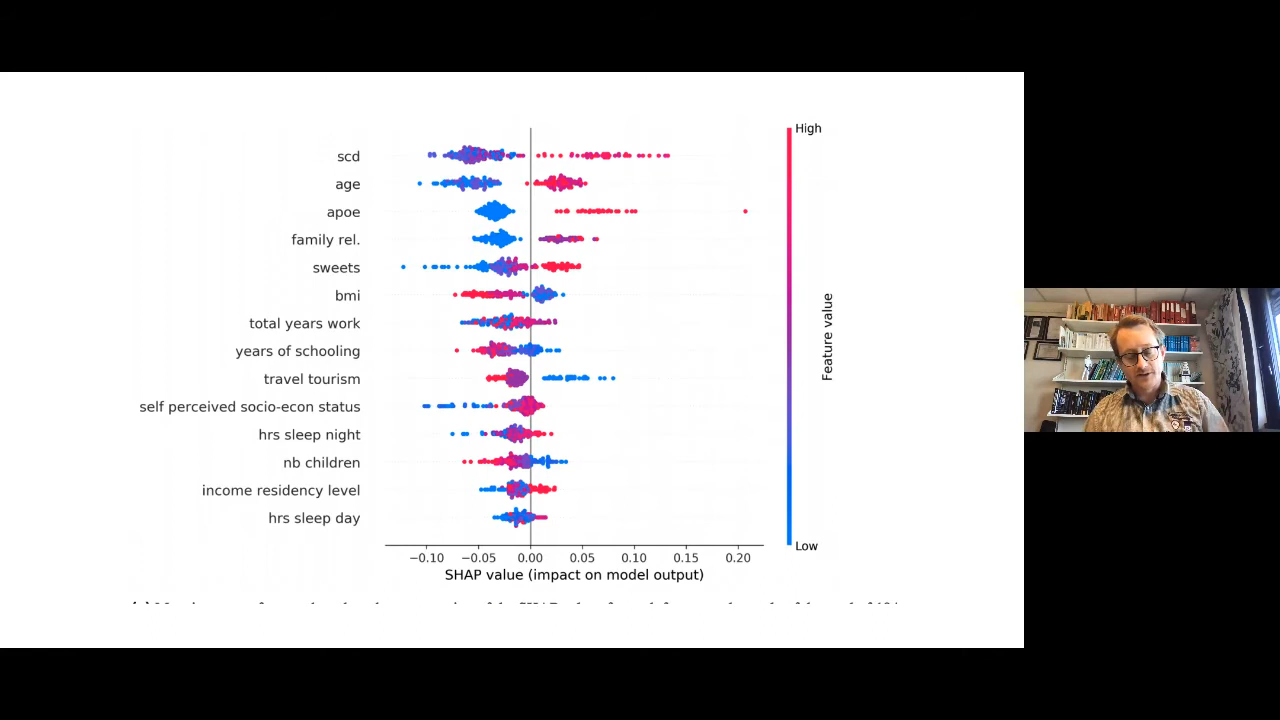 High
scd
age
apoe
family rel.
sweets
bmi
total years work
years of schooling
travel tourism
self perceived socio-econ status
hrs sleep night
nb children
income residency level
hrs sleep day
Feature value
Low
−0.10 −0.05 0.00 0.05 0.10 0.15 0.20
SHAP value (impact on model output)